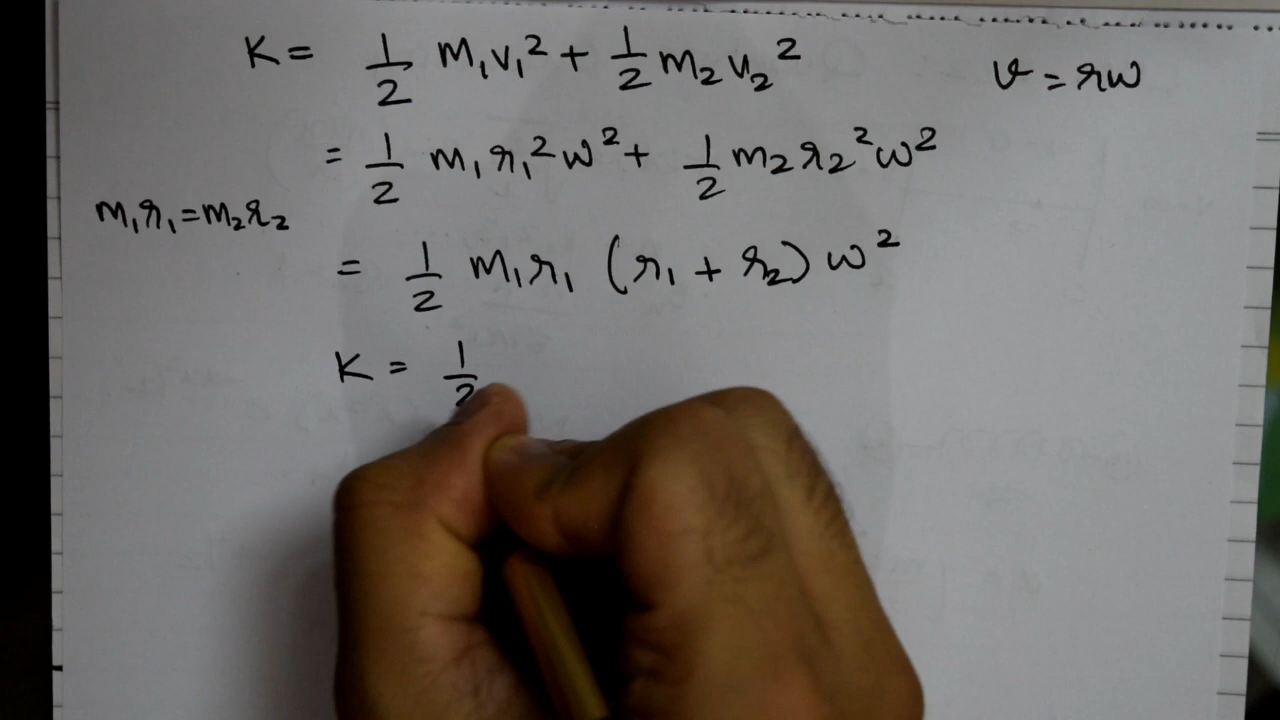 K = 1/2 m₁v₁² + 1/2 m₂v₂²
v = rω
= 1/2 m₁r₁²ω² + 1/2 m₂r₂²ω²
m₁r₁ = m₂r₂
= 1/2 m₁r₁ (r₁ + r₂) ω²
K = 1/2